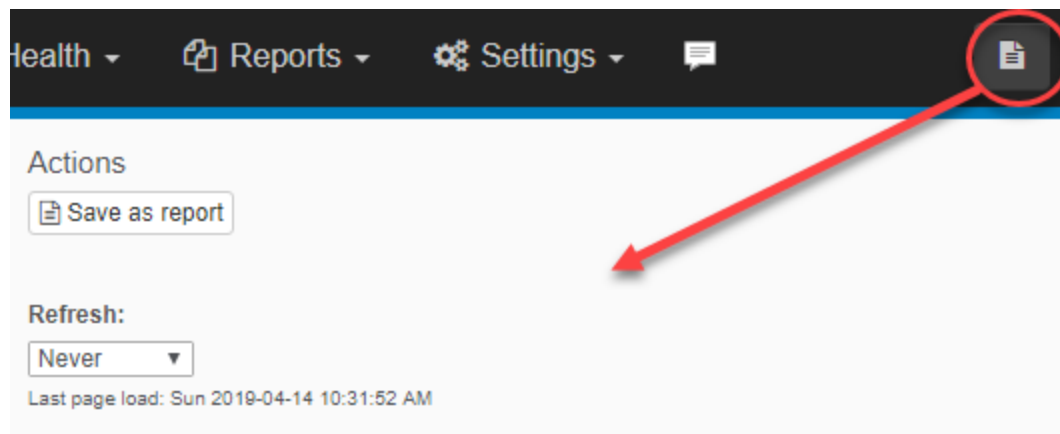 Health Reports Settings
Actions
Save as report
Refresh:
Never
Last page load: Sun 2019-04-14 10:31:52 AM